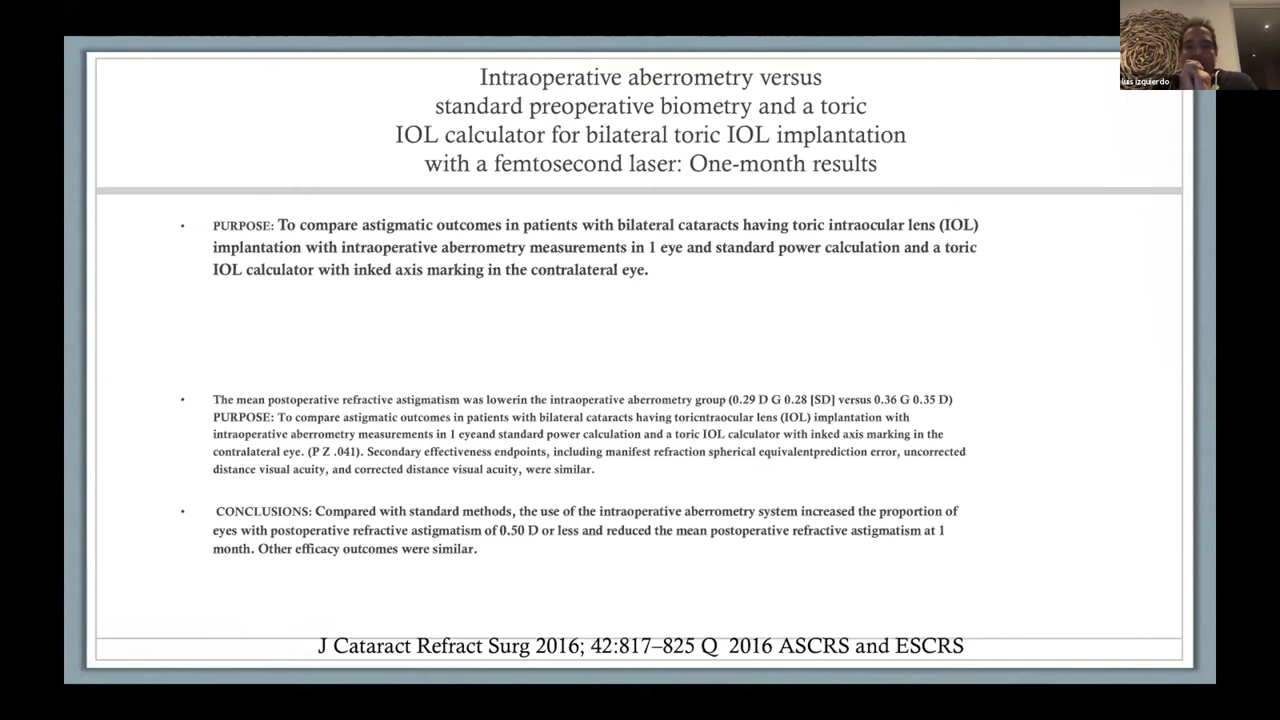 luis izquierdo
Intraoperative aberrometry versus
standard preoperative biometry and a toric
IOL calculator for bilateral toric IOL implantation
with a femtosecond laser: One-month results
• PURPOSE: To compare astigmatic outcomes in patients with bilateral cataracts having toric intraocular lens (IOL)
implantation with intraoperative aberrometry measurements in 1 eye and standard power calculation and a toric
IOL calculator with inked axis marking in the contralateral eye.
• The mean postoperative refractive astigmatism was lowerin the intraoperative aberrometry group (0.29 D G 0.28 [SD] versus 0.36 G 0.35 D)
PURPOSE: To compare astigmatic outcomes in patients with bilateral cataracts having toricntraocular lens (IOL) implantation with
intraoperative aberrometry measurements in 1 eyeand standard power calculation and a toric IOL calculator with inked axis marking in the
contralateral eye. (P Z .041). Secondary effectiveness endpoints, including manifest refraction spherical equivalentprediction error, uncorrected
distance visual acuity, and corrected distance visual acuity, were similar.
• CONCLUSIONS: Compared with standard methods, the use of the intraoperative aberrometry system increased the proportion of
eyes with postoperative refractive astigmatism of 0.50 D or less and reduced the mean postoperative refractive astigmatism at 1
month. Other efficacy outcomes were similar.
J Cataract Refract Surg 2016; 42:817–825 Q 2016 ASCRS and ESCRS